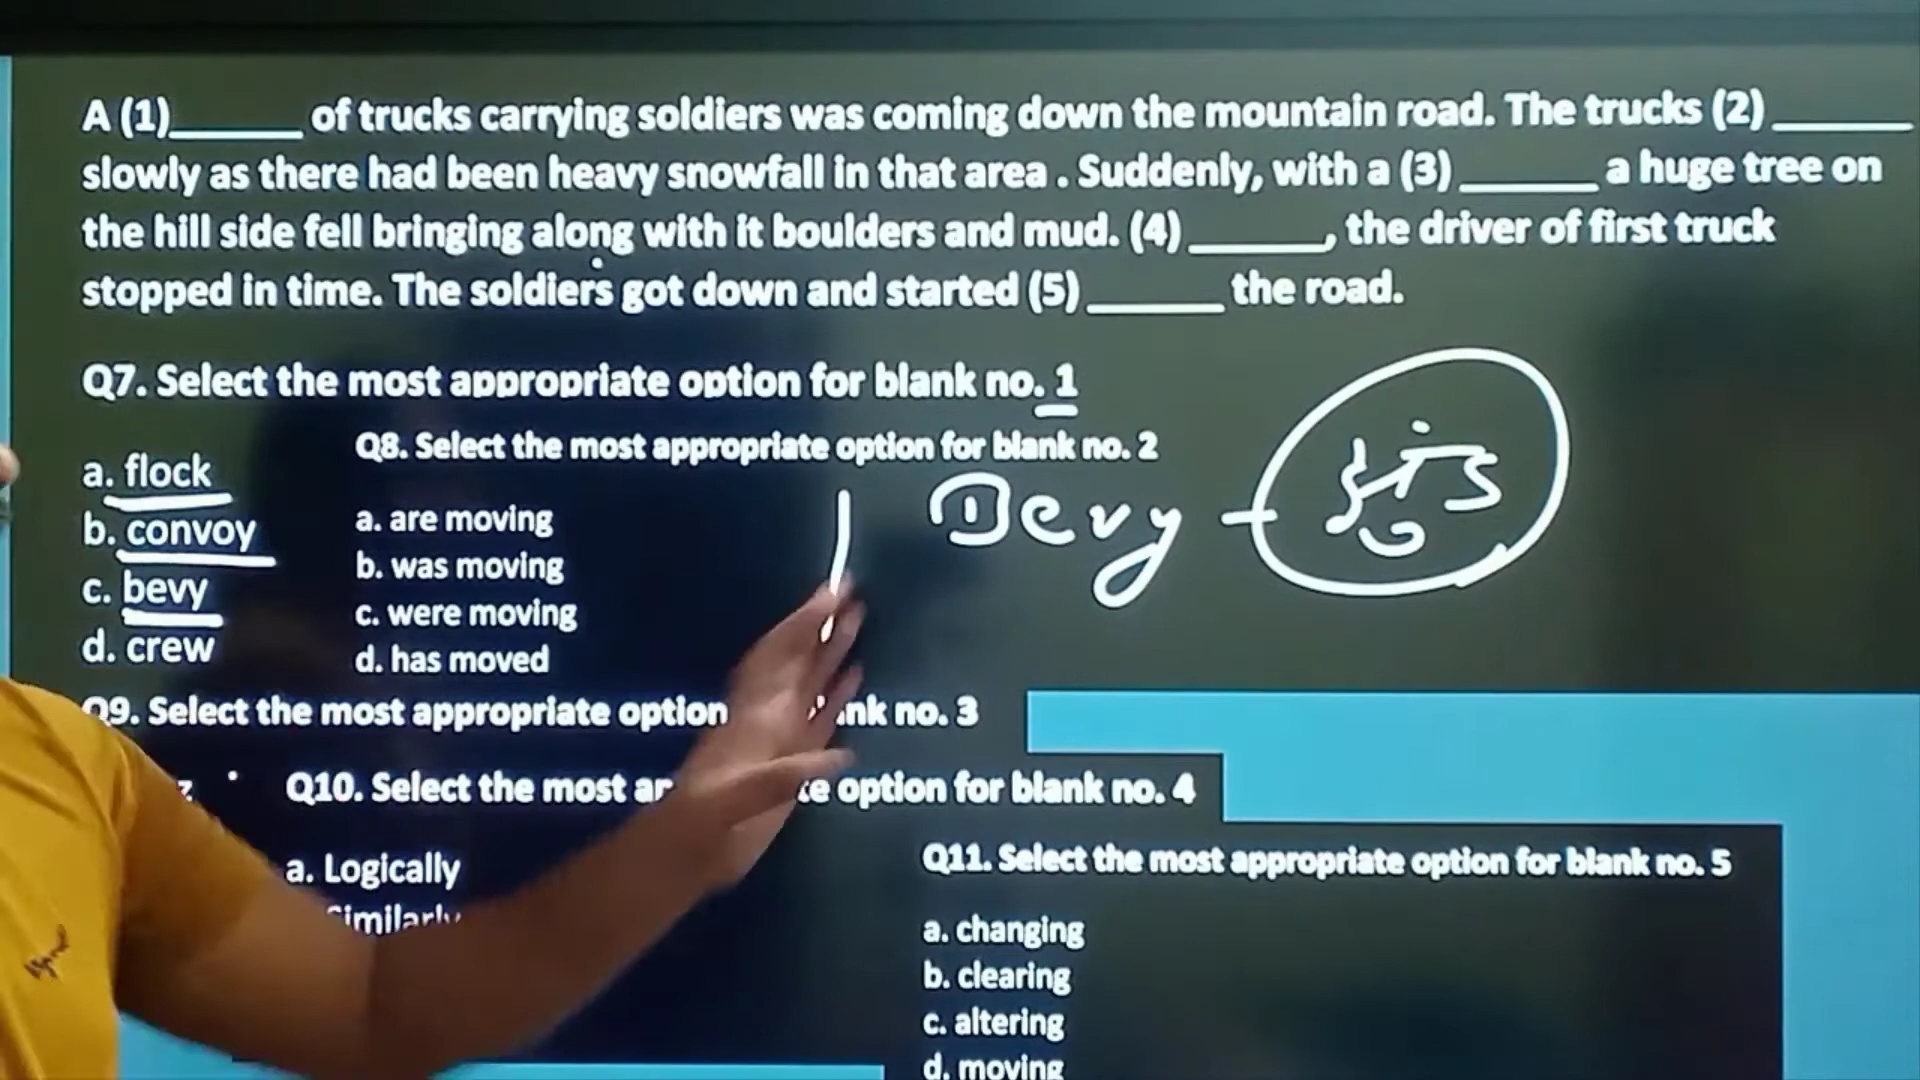 A (1)______ of trucks carrying soldiers was coming down the mountain road. The trucks (2) ______
slowly as there had been heavy snowfall in that area . Suddenly, with a (3) ______ a huge tree on
the hill side fell bringing along with it boulders and mud. (4) ______, the driver of first truck
stopped in time. The soldiers got down and started (5) ______ the road.
Q7. Select the most appropriate option for blank no. 1
a. flock
b. convoy
c. bevy
d. crew
Q8. Select the most appropriate option for blank no. 2
a. are moving
b. was moving
c. were moving
d. has moved
Bevy -
Q9. Select the most appropriate option no. 3
Q10. Select the most option for blank no. 4
a. Logically
Q11. Select the most appropriate option for blank no. 5
a. changing
b. clearing
c. altering
d. moving